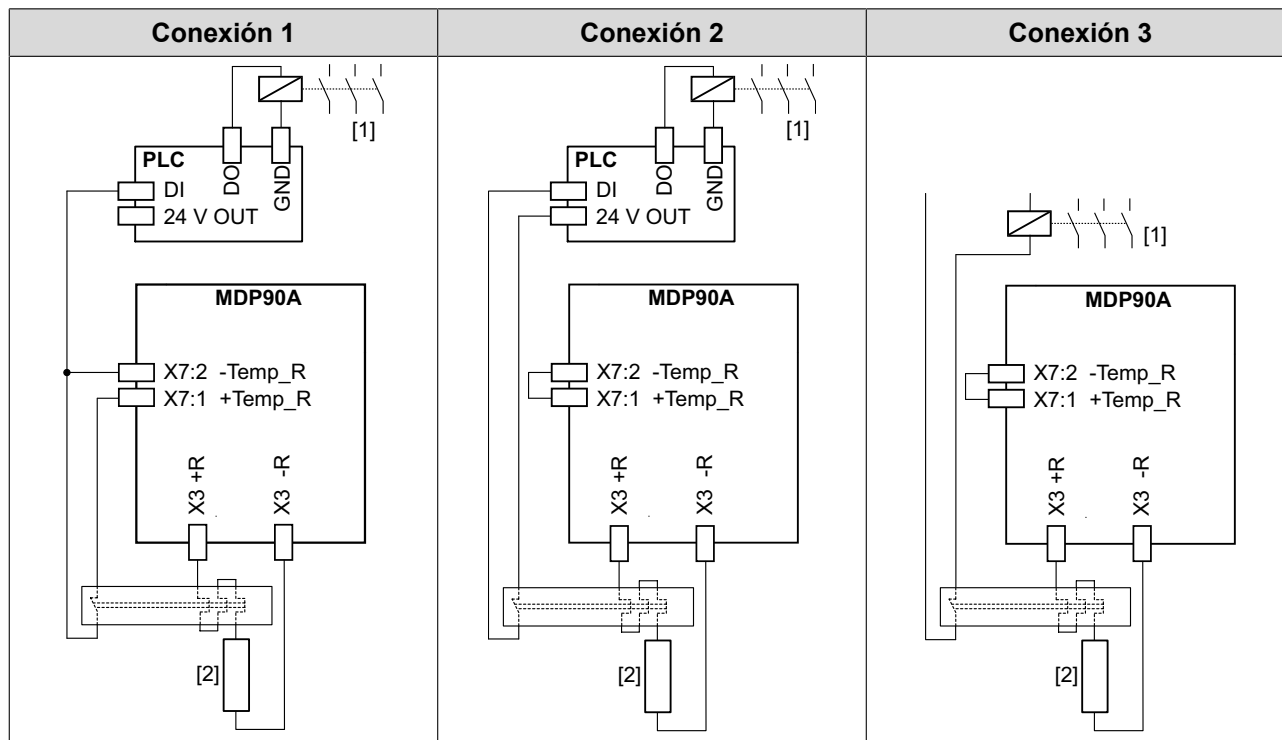 Conexión 1
Conexión 2
Conexión 3
[1]
PLC
DO
GND
DI
24 V OUT
MDP90A
X7:2 -Temp_R
X7:1 +Temp_R
X3 +R
X3 -R
[2]
[1]
PLC
DO
GND
DI
24 V OUT
MDP90A
X7:2 -Temp_R
X7:1 +Temp_R
X3 +R
X3 -R
[2]
[1]
MDP90A
X7:2 -Temp_R
X7:1 +Temp_R
X3 +R
X3 -R
[2]